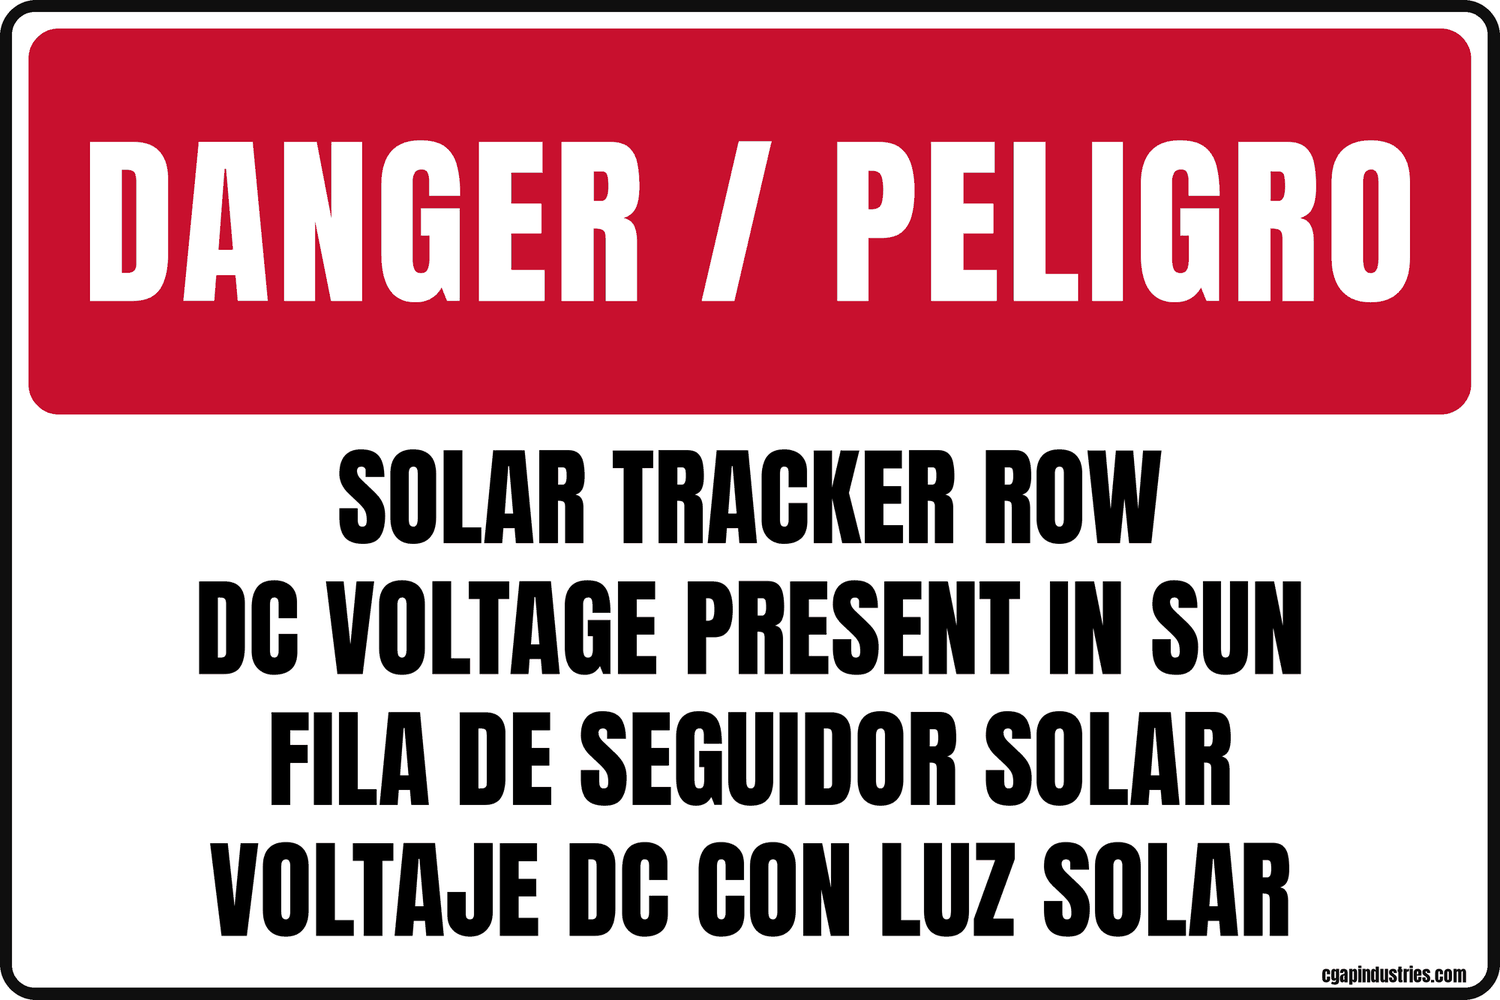 DANGER / PELIGRO
SOLAR TRACKER ROW
DC VOLTAGE PRESENT IN SUN
FILA DE SEGUIDOR SOLAR
VOLTAJE DC CON LUZ SOLAR
cgapindustries.com